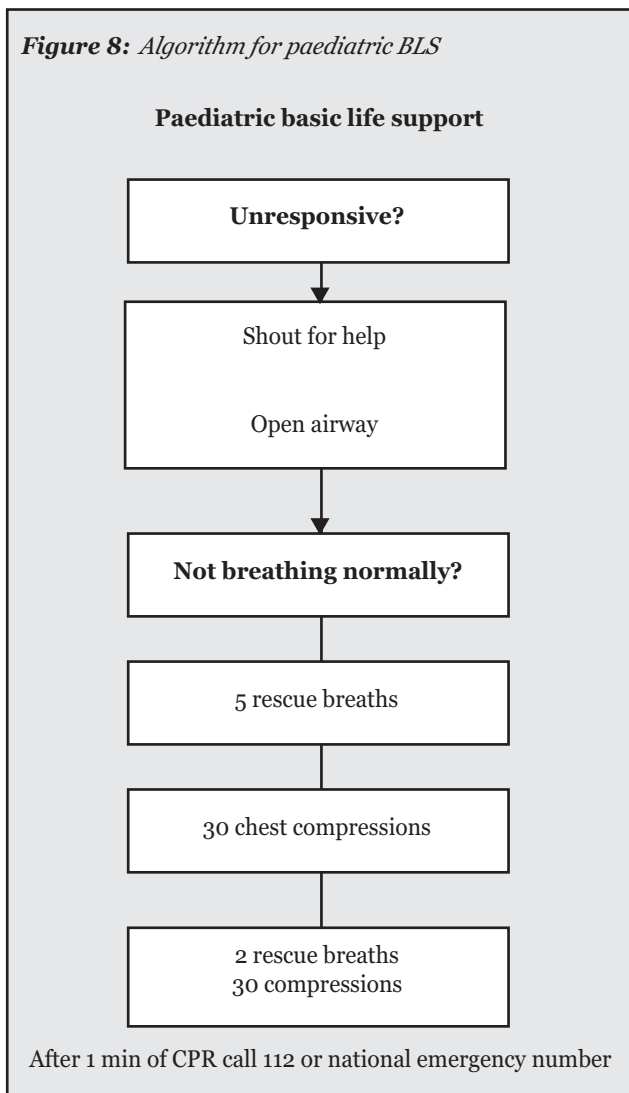 Figure 8: Algorithm for paediatric BLS
Paediatric basic life support
Unresponsive?
Shout for help
Open airway
Not breathing normally?
5 rescue breaths
30 chest compressions
2 rescue breaths
30 compressions
After 1 min of CPR call 112 or national emergency number